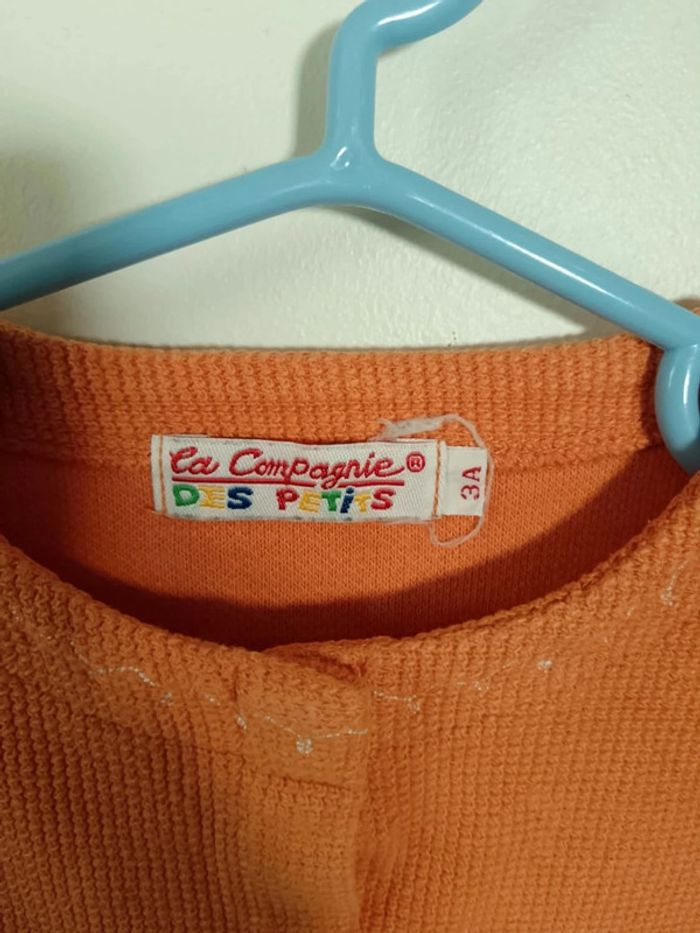 La Compagnie®
DES PETiTS
3A